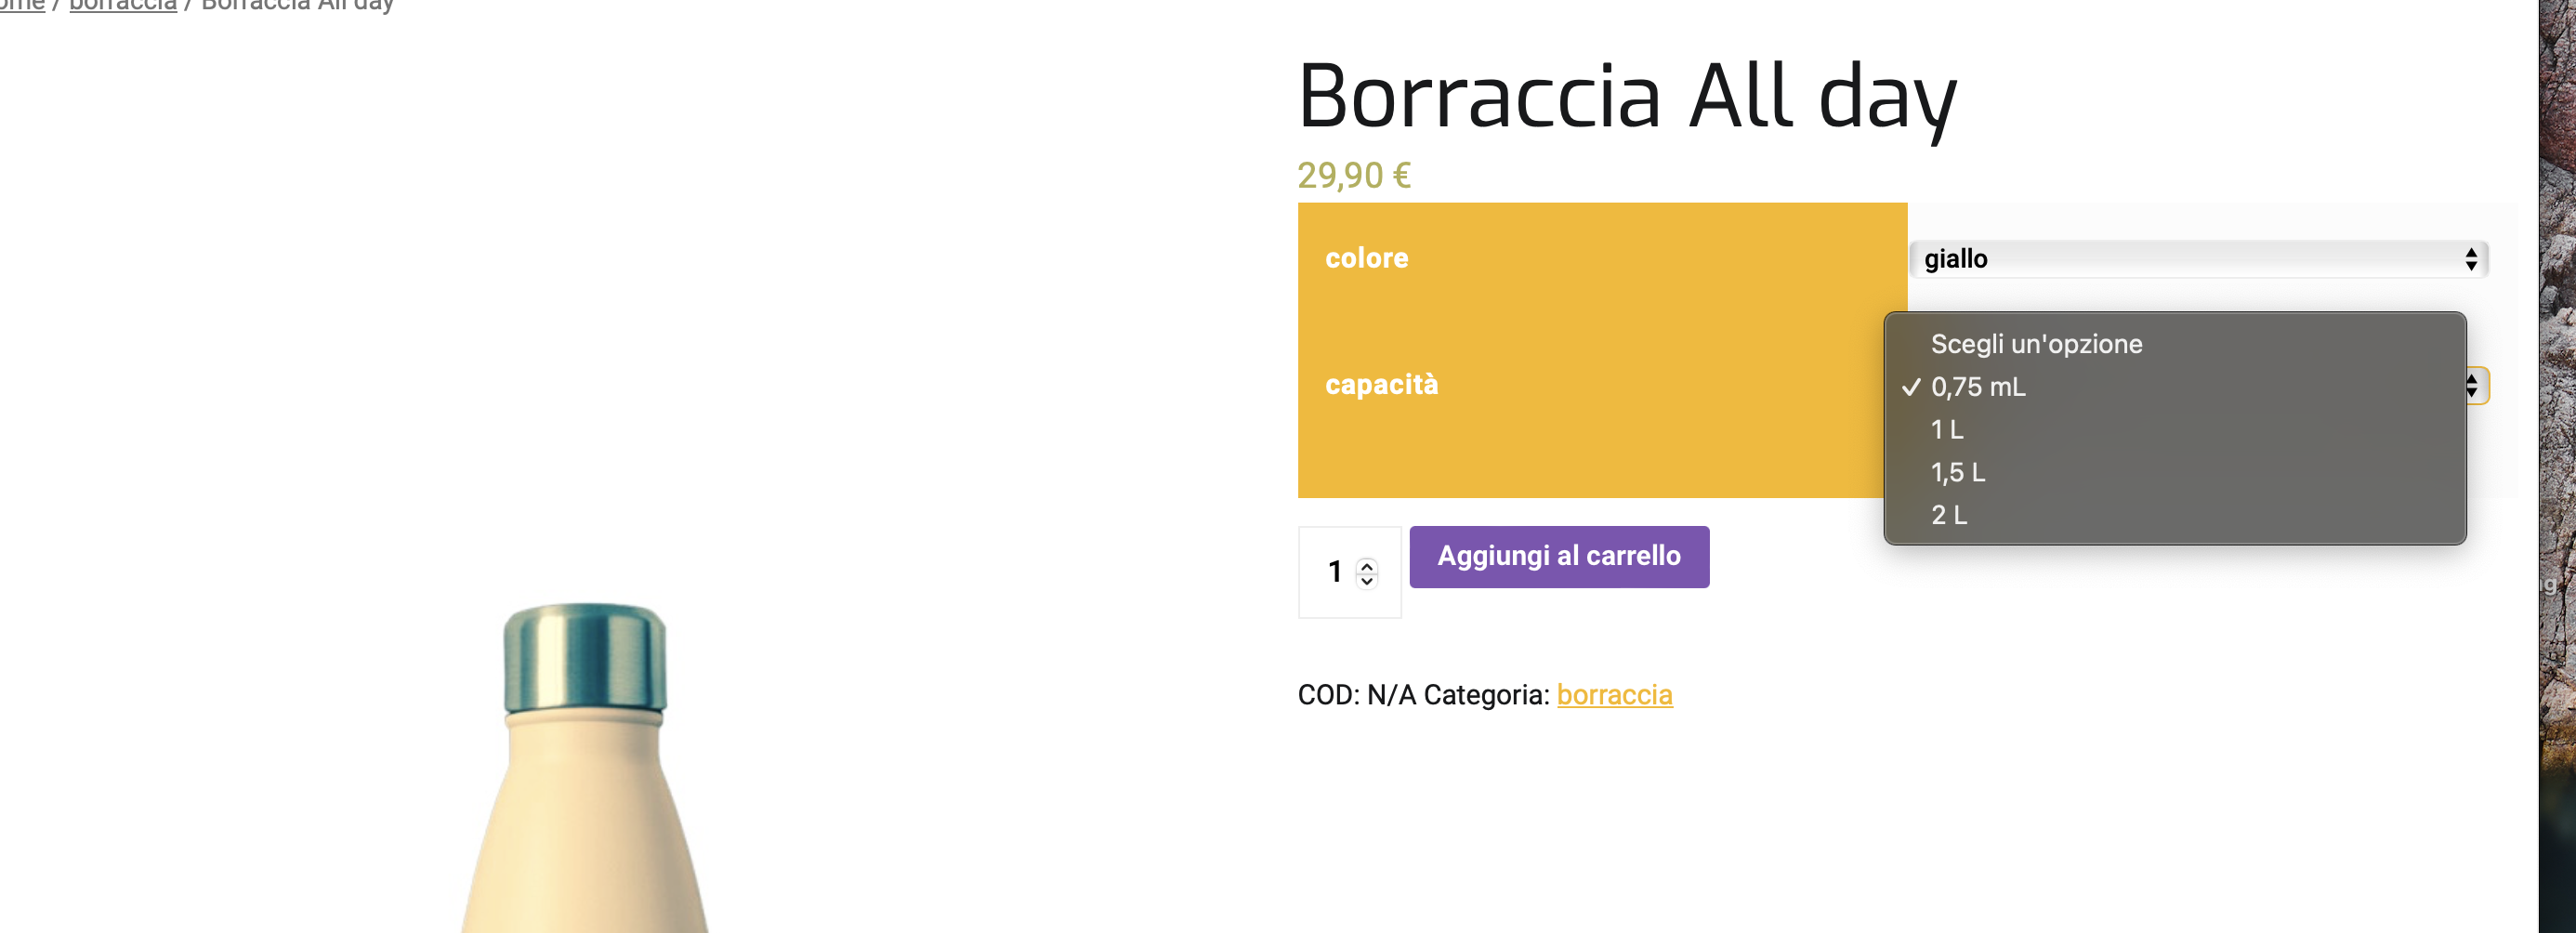 borraccia / Borraccia All day
Borraccia All day
29,90 €
colore
giallo
capacità
Scegli un'opzione
✓ 0,75 mL
1 L
1,5 L
2 L
1
Aggiungi al carrello
COD: N/A Categoria: borraccia